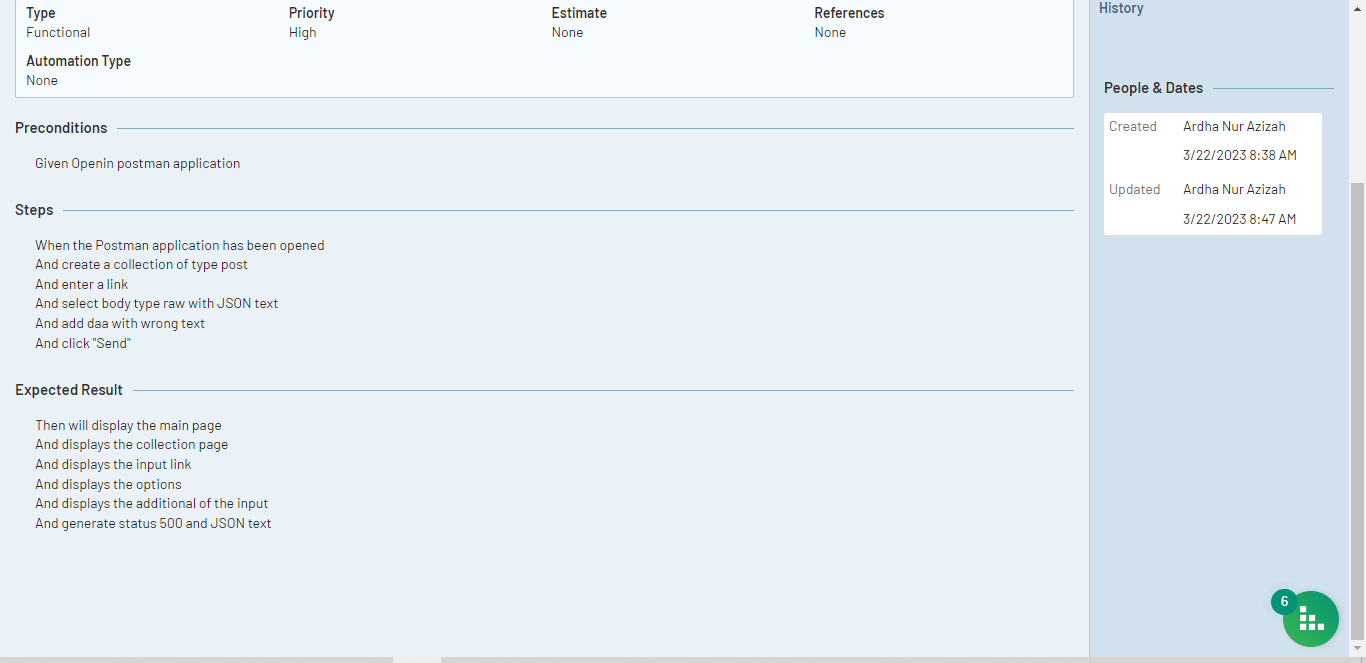 Type
Functional
Priority
High
Estimate
None
References
None
Automation Type
None
Preconditions
Given Openin postman application
Steps
When the Postman application has been opened
And create a collection of type post
And enter a link
And select body type raw with JSON text
And add daa with wrong text
And click "Send"
Expected Result
Then will display the main page
And displays the collection page
And displays the input link
And displays the options
And displays the additional of the input
And generate status 500 and JSON text
History
People & Dates
Created Ardha Nur Azizah
3/22/2023 8:38 AM
Updated Ardha Nur Azizah
3/22/2023 8:47 AM
6